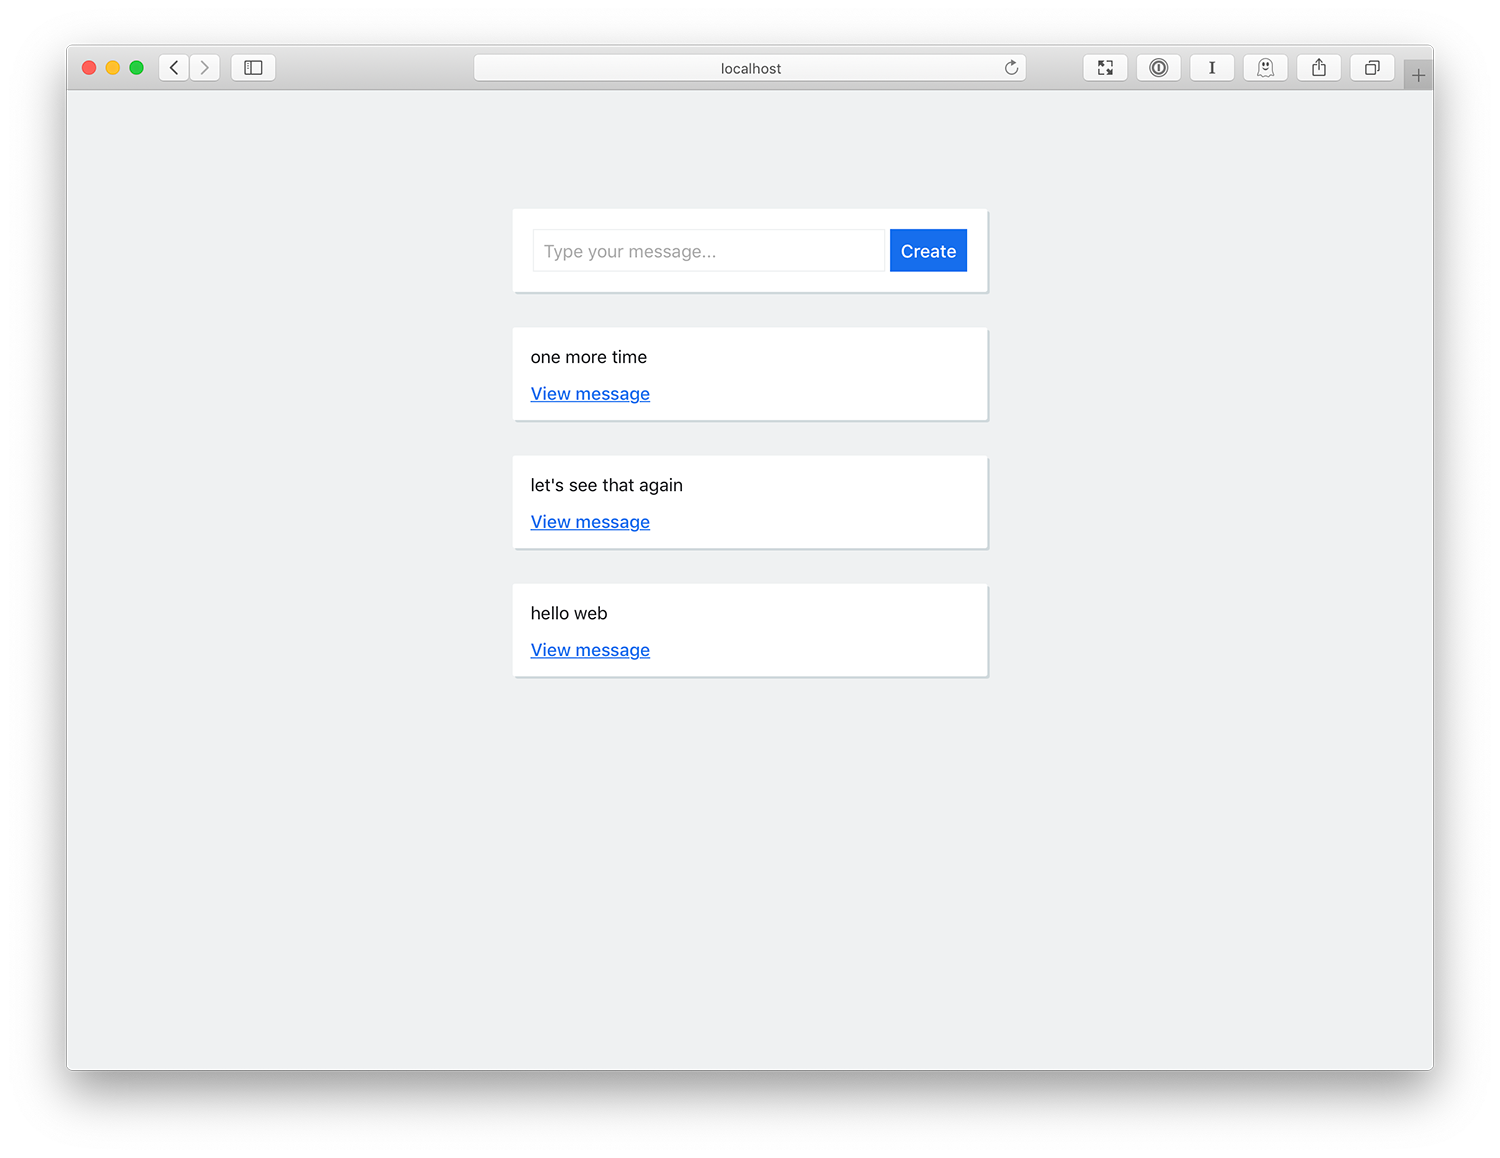 localhost
Type your message...
Create
one more time
View message
let's see that again
View message
hello web
View message